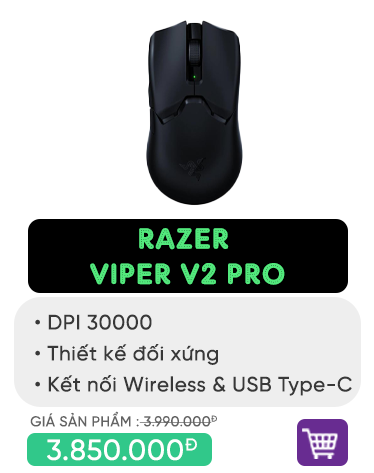 RAZER
VIPER V2 PRO
• DPI 30000
• Thiết kế đối xứng
• Kết nối Wireless & USB Type-C
GIÁ SẢN PHẨM : 3.990.000Đ
3.850.000Đ